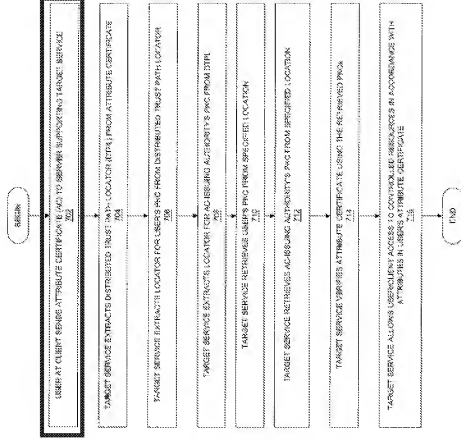 BEGIN
USER AT CLIENT SENDS ATTRIBUTE CERTIFICATE (AC) TO SERVER SUPPORTING TARGET SERVICE
702
TARGET SERVICE EXTRACTS DISTRIBUTED TRUST PATH LOCATOR (DTPL) FROM ATTRIBUTE CERTIFICATE
704
TARGET SERVICE EXTRACTS LOCATOR FOR USER'S PKC FROM DISTRIBUTED TRUST PATH LOCATOR
706
TARGET SERVICE EXTRACTS LOCATOR FOR AC-ISSUING AUTHORITY'S PKC FROM DTPL
708
TARGET SERVICE RETRIEVES USER'S PKC FROM SPECIFIED LOCATION
710
TARGET SERVICE RETRIEVES AC-ISSUING AUTHORITY'S PKC FROM SPECIFIED LOCATION
712
TARGET SERVICE VERIFIES ATTRIBUTE CERTIFICATE USING THE RETRIEVED PKCs
714
TARGET SERVICE ALLOWS USER/CLIENT ACCESS TO CONTROLLED RESOURCES IN ACCORDANCE WITH
ATTRIBUTES IN USER'S ATTRIBUTE CERTIFICATE
716
END